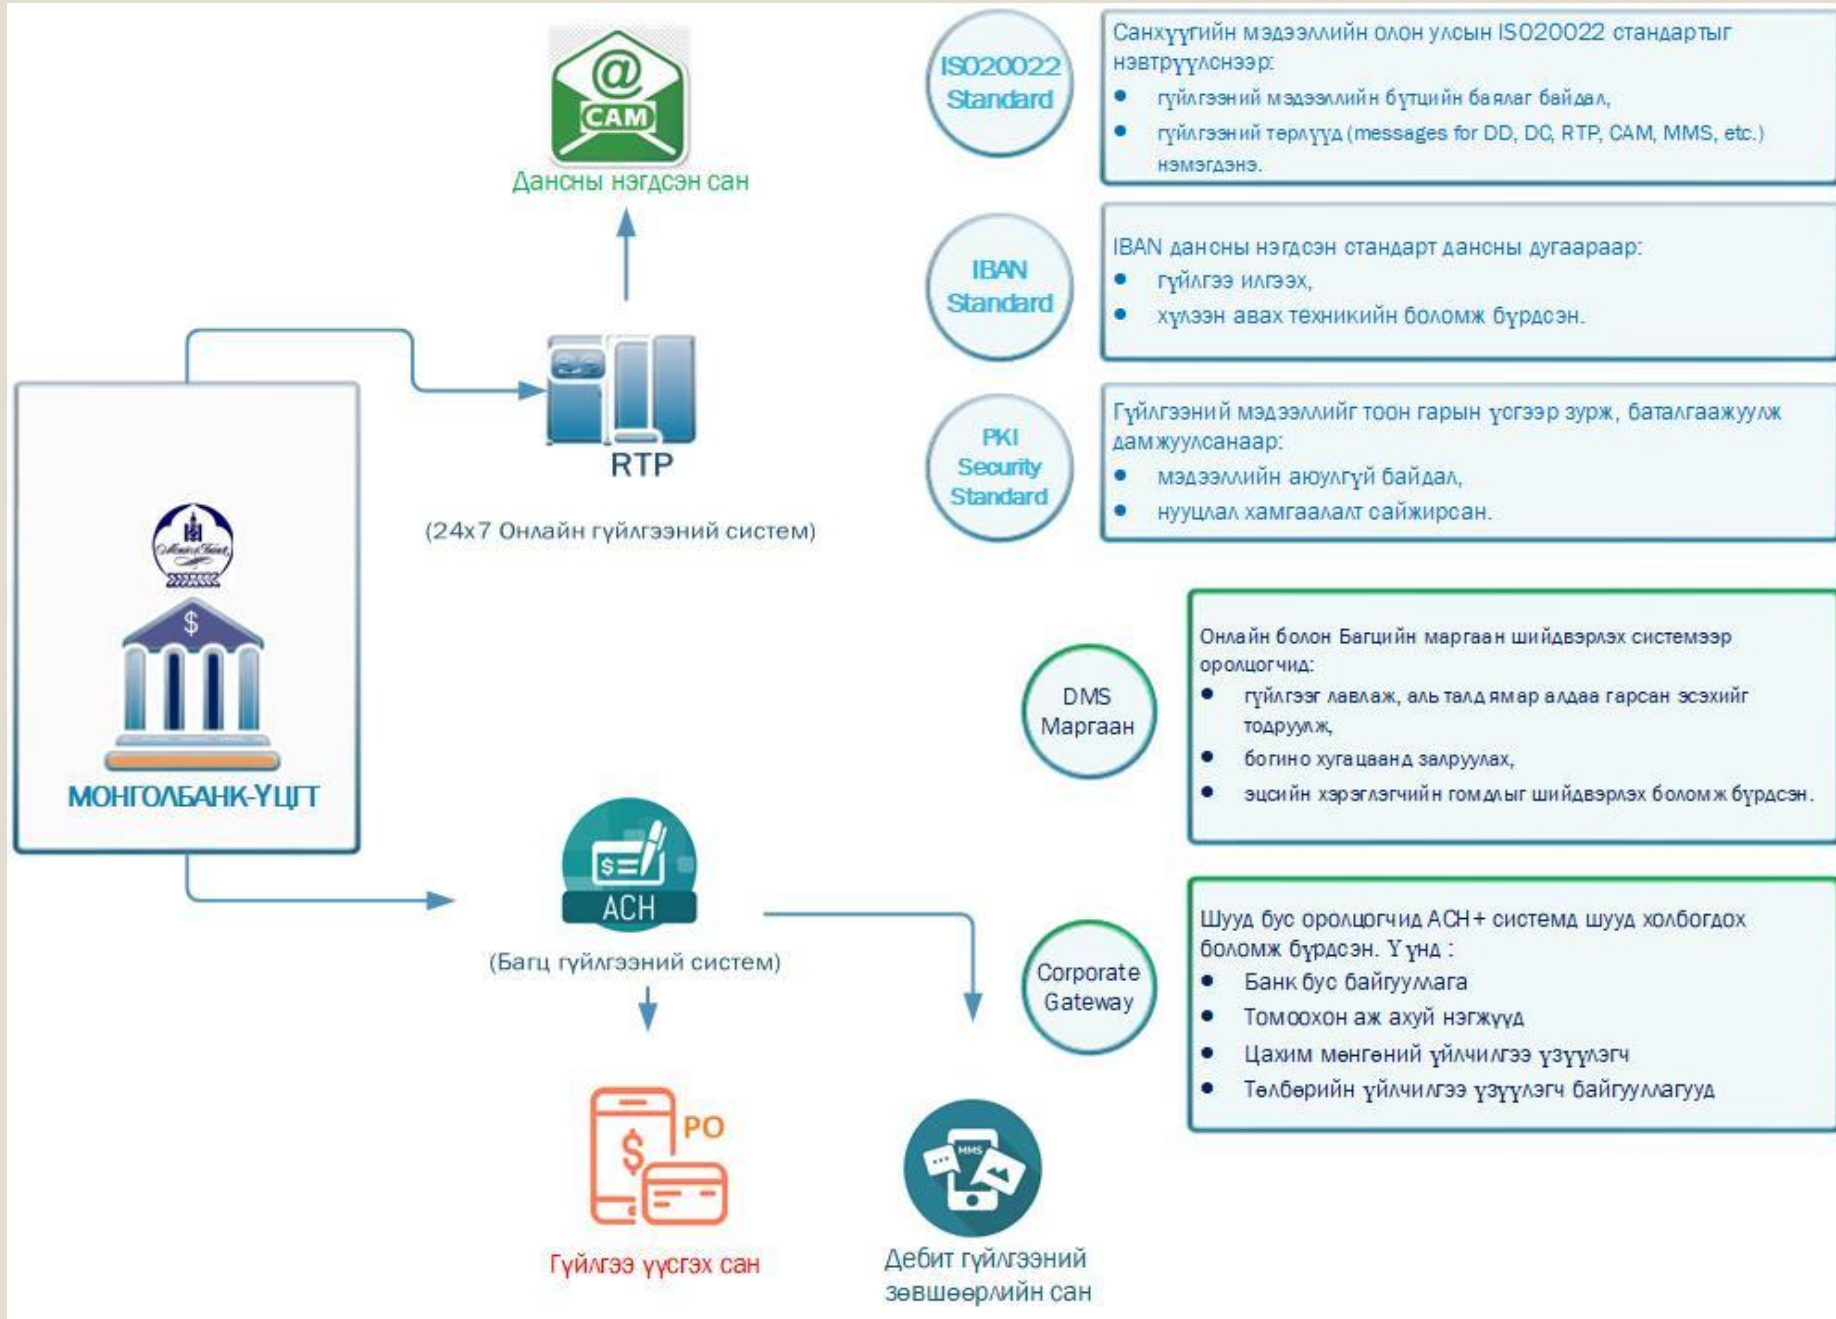 @
CAM
Дансны нэгдсэн сан
RTP
(24x7 Онлайн гүйлгээний систем)
$
МОНГОЛБАНК-ҮЦГТ
$=
ACH
(Багц гүйлгээний систем)
$
PO
Гүйлгээ үүсгэх сан
MMS
Дебит гүйлгээний
зөвшөөрлийн сан
ISO20022
Standard
Санхүүгийн мэдээллийн олон улсын ISO20022 стандартыг
нэвтрүүлснээр:
• гүйлгээний мэдээллийн бүтцийн баялаг байдал,
• гүйлгээний төрлүүд (messages for DD, DC, RTP, CAM, MMS, etc.)
нэмэгдэнэ.
IBAN
Standard
IBAN дансны нэгдсэн стандарт дансны дугаараар:
• гүйлгээ илгээх,
• хүлээн авах техникийн боломж бүрдсэн.
PKI
Security
Standard
Гүйлгээний мэдээллийг тоон гарын үсгээр зурж, баталгаажуулж
дамжуулсанаар:
• мэдээллийн аюулгүй байдал,
• нууцлал хамгаалалт сайжирсан.
DMS
Маргаан
Онлайн болон Багцийн маргаан шийдвэрлэх системээр
оролцогчид:
• гүйлгээг лавлаж, аль талд ямар алдаа гарсан эсэхийг
тодруулж,
• богино хугацаанд залруулах,
• эцсийн хэрэглэгчийн гомдлыг шийдвэрлэх боломж бүрдсэн.
Corporate
Gateway
Шууд бус оролцогчид ACH+ системд шууд холбогдох
боломж бүрдсэн. Үүнд :
• Банк бус байгууллага
• Томоохон аж ахуй нэгжүүд
• Цахим мөнгөний үйлчилгээ үзүүлэгч
• Төлбөрийн үйлчилгээ үзүүлэгч байгууллагууд